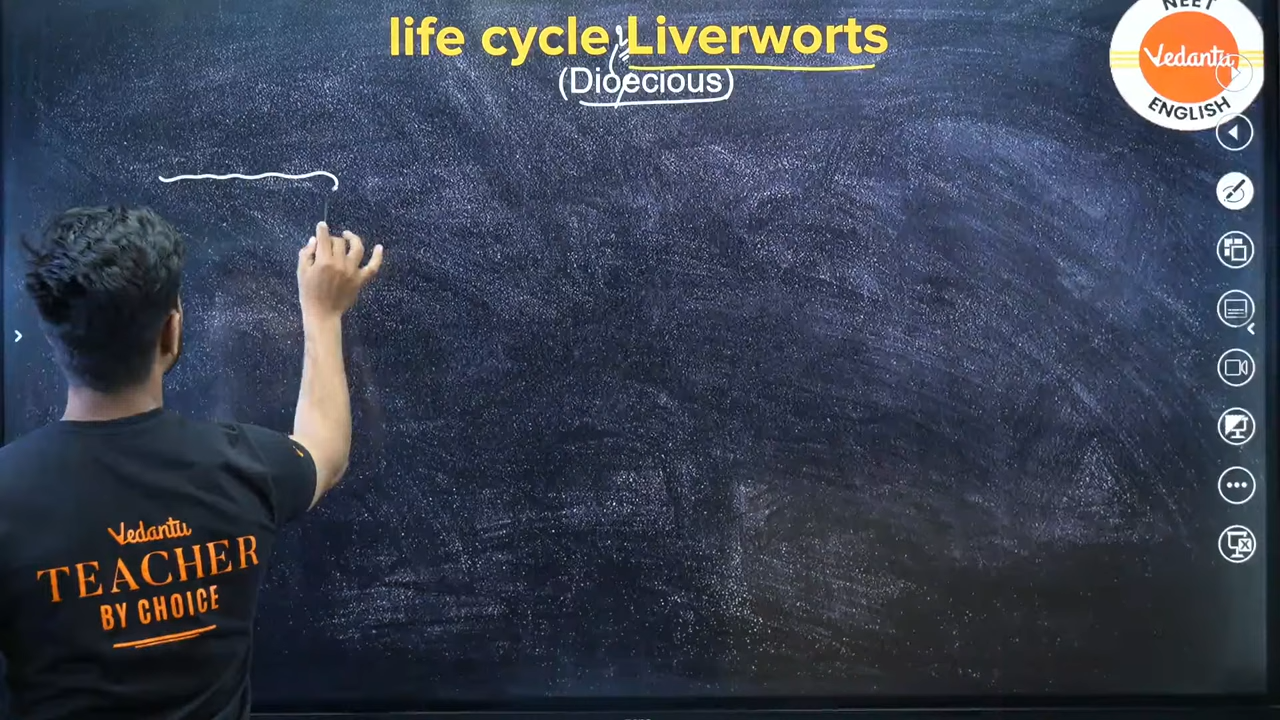 life cycle Liverworts
(Dioecious)
NEET
Vedantu
ENGLISH
Vedantu
TEACHER
BY CHOICE